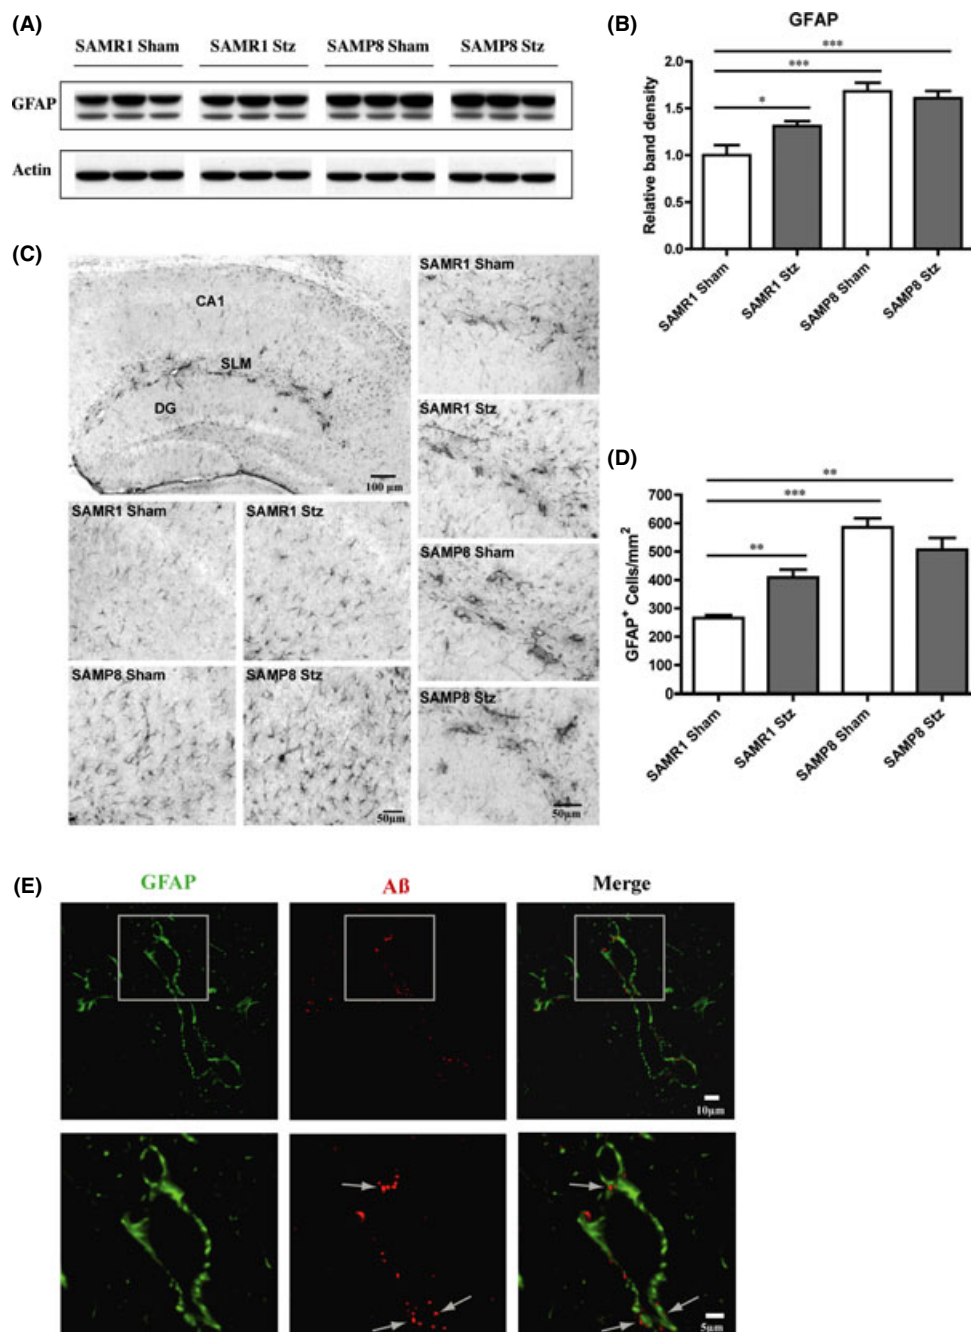 (A)
SAMR1 Sham SAMR1 Stz SAMP8 Sham SAMP8 Stz
GFAP
Actin
(B)
GFAP
***
***
*
Relative band density
2.0
1.5
1.0
0.5
0.0
SAMR1 Sham
SAMR1 Stz
SAMP8 Sham
SAMP8 Stz
(C)
CA1
SLM
DG
100 µm
SAMR1 Sham
SAMR1 Stz
SAMP8 Sham
SAMP8 Stz
50µm
SAMR1 Sham
SAMR1 Stz
SAMP8 Sham
SAMP8 Stz
50µm
(D)
**
***
**
GFAP+ Cells/mm2
700
600
500
400
300
200
100
0
SAMR1 Sham
SAMR1 Stz
SAMP8 Sham
SAMP8 Stz
(E)
GFAP Aß Merge
10µm
5µm